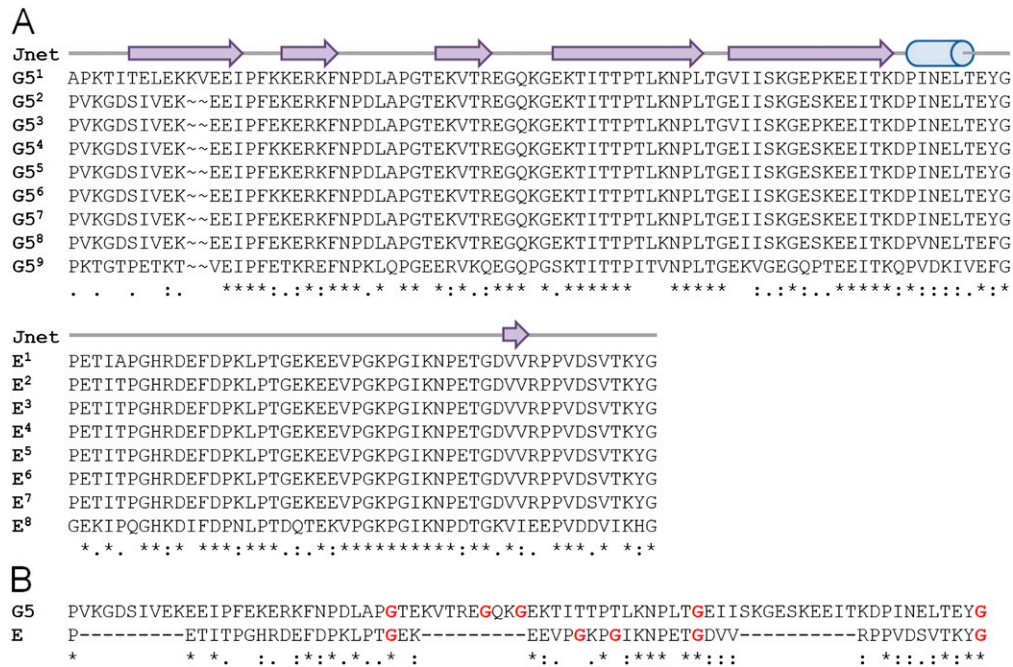 A
Jnet
G5¹ APKTITELEKKVEEIPFKKERKFNPDLAPGTEKVTREGQKGEKTITTPTLKNPLTGVIISKGEPKEEITKDPINELTEYG
G5² PVKGDSIVEK~~EEIPFEKERKFNPDLAPGTEKVTREGQKGEKTITTPTLKNPLTGEIISKGESKEEITKDPINELTEYG
G5³ PVKGDSIVEK~~EEIPFEKERKFNPDLAPGTEKVTREGQKGEKTITTPTLKNPLTGVIISKGEPKEEITKDPINELTEYG
G5⁴ PVKGDSIVEK~~EEIPFEKERKFNPDLAPGTEKVTREGQKGEKTITTPTLKNPLTGEIISKGESKEEITKDPINELTEYG
G5⁵ PVKGDSIVEK~~EEIPFEKERKFNPDLAPGTEKVTREGQKGEKTITTPTLKNPLTGEIISKGESKEEITKDPINELTEYG
G5⁶ PVKGDSIVEK~~EEIPFEKERKFNPDLAPGTEKVTREGQKGEKTITTPTLKNPLTGEIISKGESKEEITKDPINELTEYG
G5⁷ PVKGDSIVEK~~EEIPFEKERKFNPDLAPGTEKVTREGQKGEKTITTPTLKNPLTGEIISKGESKEEITKDPINELTEYG
G5⁸ PVKGDSIVEK~~EEIPFEKERKFNPDLAPGTEKVTREGQKGEKTITTPTLKNPLTGEIISKGESKEEITKDPVNELTEFG
G5⁹ PKTGTPETKT~~VEIPFETKREFNPKLQPGEERVKQEGQPGSKTITTPITVNPLTGEKVGEGQPTEEITKQPVDKIVEFG
. .  .  :.   ****:.:*:***.* **  *:*. *** * ******   *****  :.:*:. *****.*:::::.*:*
Jnet
E¹ PETIAPGHRDEFDPKLPTGEKEEVPGKPGIKNPETGDVVRPPVDSVTKYG
E² PETITPGHRDEFDPKLPTGEKEEVPGKPGIKNPETGDVVRPPVDSVTKYG
E³ PETITPGHRDEFDPKLPTGEKEEVPGKPGIKNPETGDVVRPPVDSVTKYG
E⁴ PETITPGHRDEFDPKLPTGEKEEVPGKPGIKNPETGDVVRPPVDSVTKYG
E⁵ PETITPGHRDEFDPKLPTGEKEEVPGKPGIKNPETGDVVRPPVDSVTKYG
E⁶ PETITPGHRDEFDPKLPTGEKEEVPGKPGIKNPETGDVVRPPVDSVTKYG
E⁷ PETITPGHRDEFDPKLPTGEKEEVPGKPGIKNPETGDVVRPPVDSVTKYG
E⁸ GEKIPQGHKDIFDPNLPTDQTEKVPGKPGIKNPDTGKVIEEPVDDVIKHG
 *.*. **:* ***:***.:.*:**********:**.*:. ***.* *:*
B
G5 PVKGDSIVEKEEIPFEKERKFNPDLAPGTEKVTREGQKGEKTITTPTLKNPLTGEIISKGESKEEITKDPINELTEYG
E P---------ETITPGHRDEFDPKLPTGEK---------EEVPGKPGIKNPETGDVV----------RPPVDSVTKYG
*         * *. .: :*:*.*. * :         *:.  .* :*** **:::          : *::.:*:**